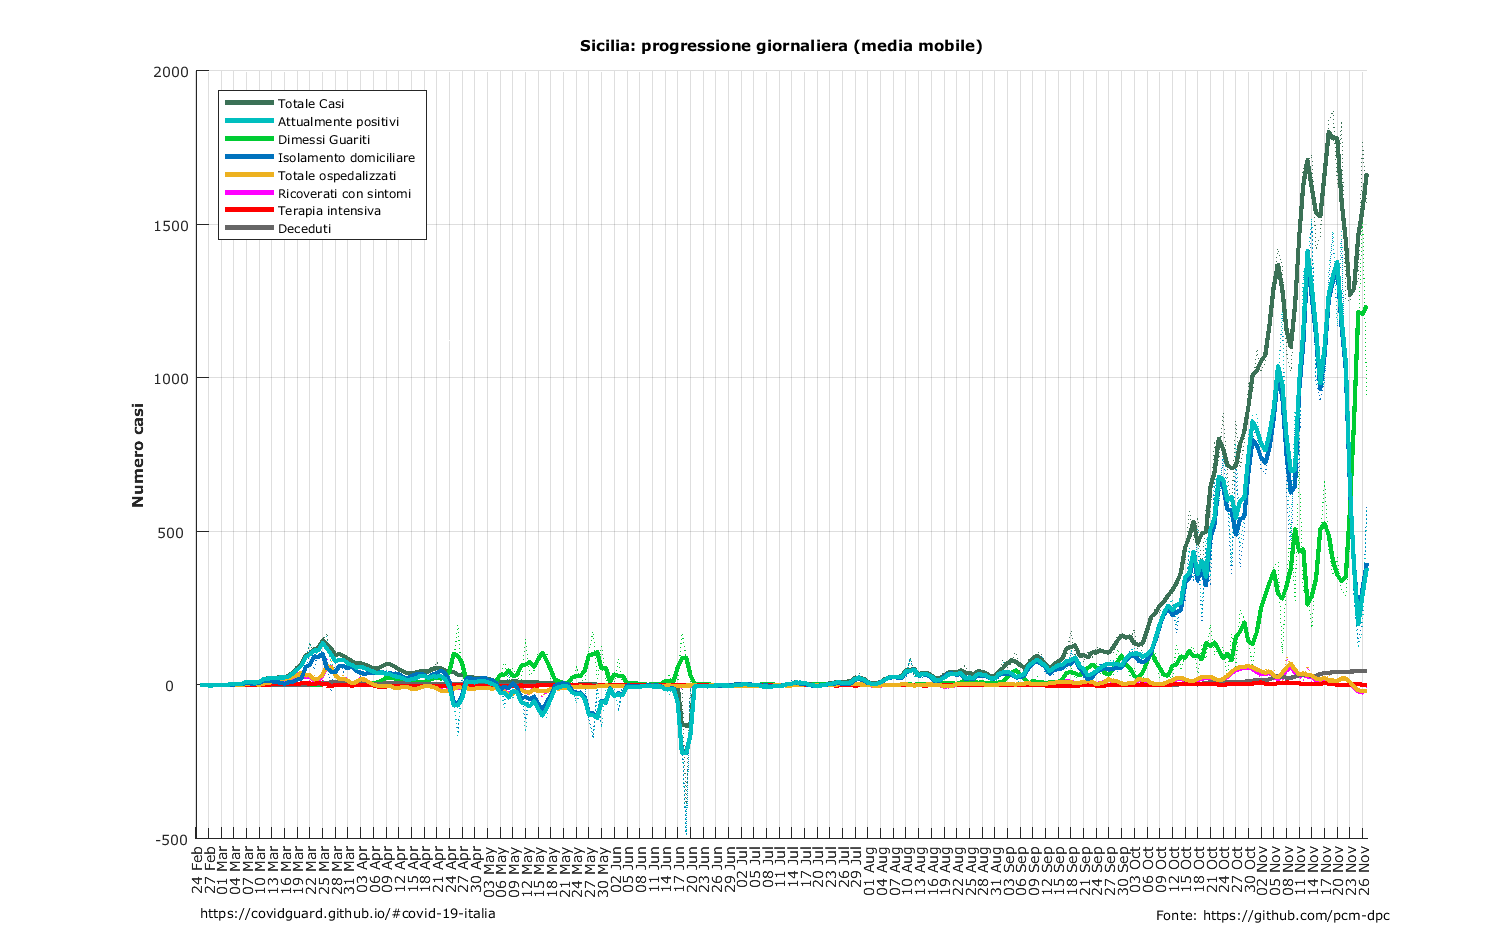 Sicilia: progressione giornaliera (media mobile)
2000
1500
1000
500
0
-500
Numero casi
Totale Casi
Attualmente positivi
Dimessi Guariti
Isolamento domiciliare
Totale ospedalizzati
Ricoverati con sintomi
Terapia intensiva
Deceduti
24 Feb
27 Feb
01 Mar
04 Mar
07 Mar
10 Mar
13 Mar
16 Mar
19 Mar
22 Mar
25 Mar
28 Mar
31 Mar
03 Apr
06 Apr
09 Apr
12 Apr
15 Apr
18 Apr
21 Apr
24 Apr
27 Apr
30 Apr
03 May
06 May
09 May
12 May
15 May
18 May
21 May
24 May
27 May
30 May
02 Jun
05 Jun
08 Jun
11 Jun
14 Jun
17 Jun
20 Jun
23 Jun
26 Jun
29 Jun
02 Jul
05 Jul
08 Jul
11 Jul
14 Jul
17 Jul
20 Jul
23 Jul
26 Jul
29 Jul
01 Aug
04 Aug
07 Aug
10 Aug
13 Aug
16 Aug
19 Aug
22 Aug
25 Aug
28 Aug
31 Aug
03 Sep
06 Sep
09 Sep
12 Sep
15 Sep
18 Sep
21 Sep
24 Sep
27 Sep
30 Sep
03 Oct
06 Oct
09 Oct
12 Oct
15 Oct
18 Oct
21 Oct
24 Oct
27 Oct
30 Oct
02 Nov
05 Nov
08 Nov
11 Nov
14 Nov
17 Nov
20 Nov
23 Nov
26 Nov
https://covidguard.github.io/#covid-19-italia
Fonte: https://github.com/pcm-dpc